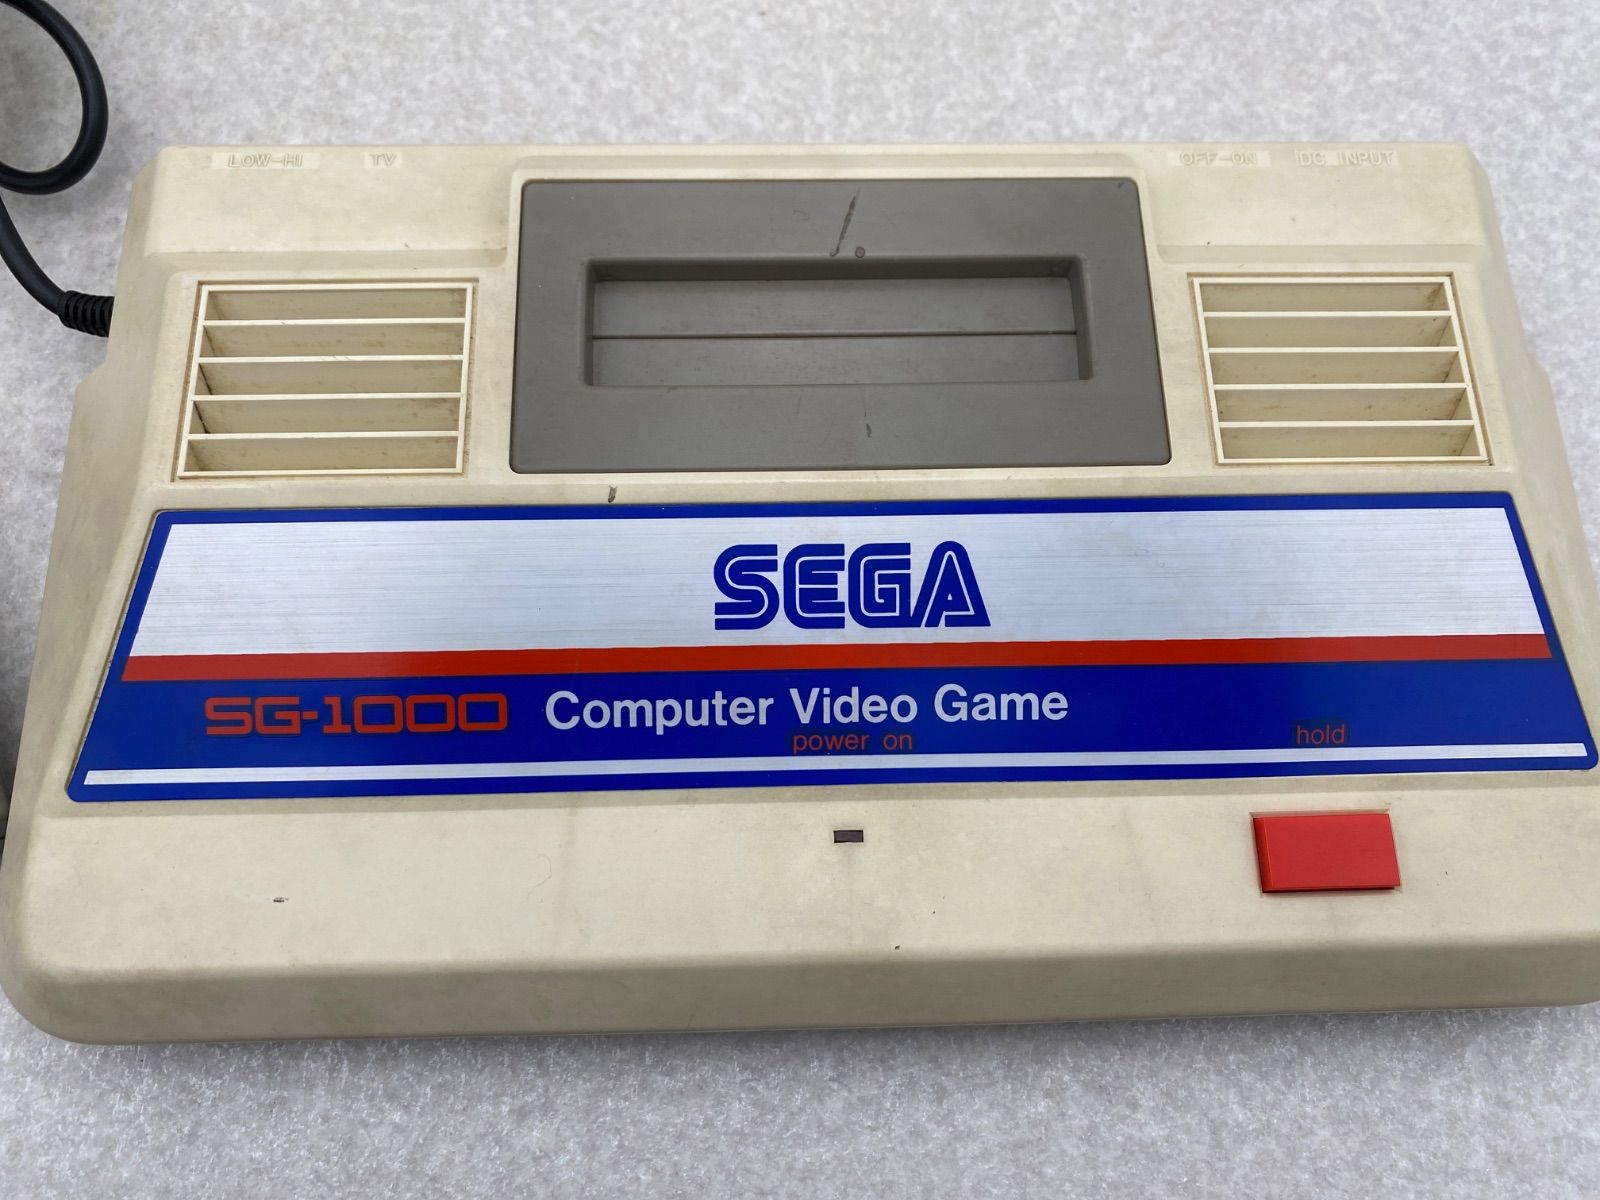 LOW-HI TV OFF-ON DC INPUT
SEGA
SG-1000 Computer Video Game
power on hold